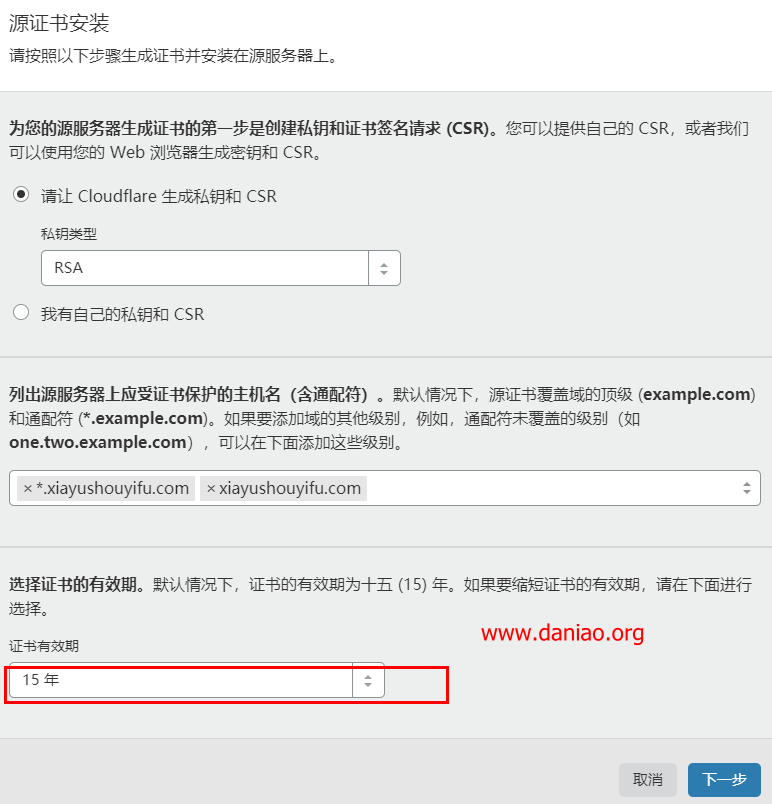 源证书安装
请按照以下步骤生成证书并安装在源服务器上。
为您的源服务器生成证书的第一步是创建私钥和证书签名请求 (CSR)。您可以提供自己的 CSR，或者我们
可以使用您的 Web 浏览器生成密钥和 CSR。
请让 Cloudflare 生成私钥和 CSR
私钥类型
RSA
我有自己的私钥和 CSR
列出源服务器上应受证书保护的主机名（含通配符）。默认情况下，源证书覆盖域的顶级 (example.com)
和通配符 (*.example.com)。如果要添加域的其他级别，例如，通配符未覆盖的级别（如
one.two.example.com），可以在下面添加这些级别。
×*.xiayushouyifu.com ×xiayushouyifu.com
选择证书的有效期。默认情况下，证书的有效期为十五 (15) 年。如果要缩短证书的有效期，请在下面进行
选择。
www.daniao.org
证书有效期
15 年
取消 下一步